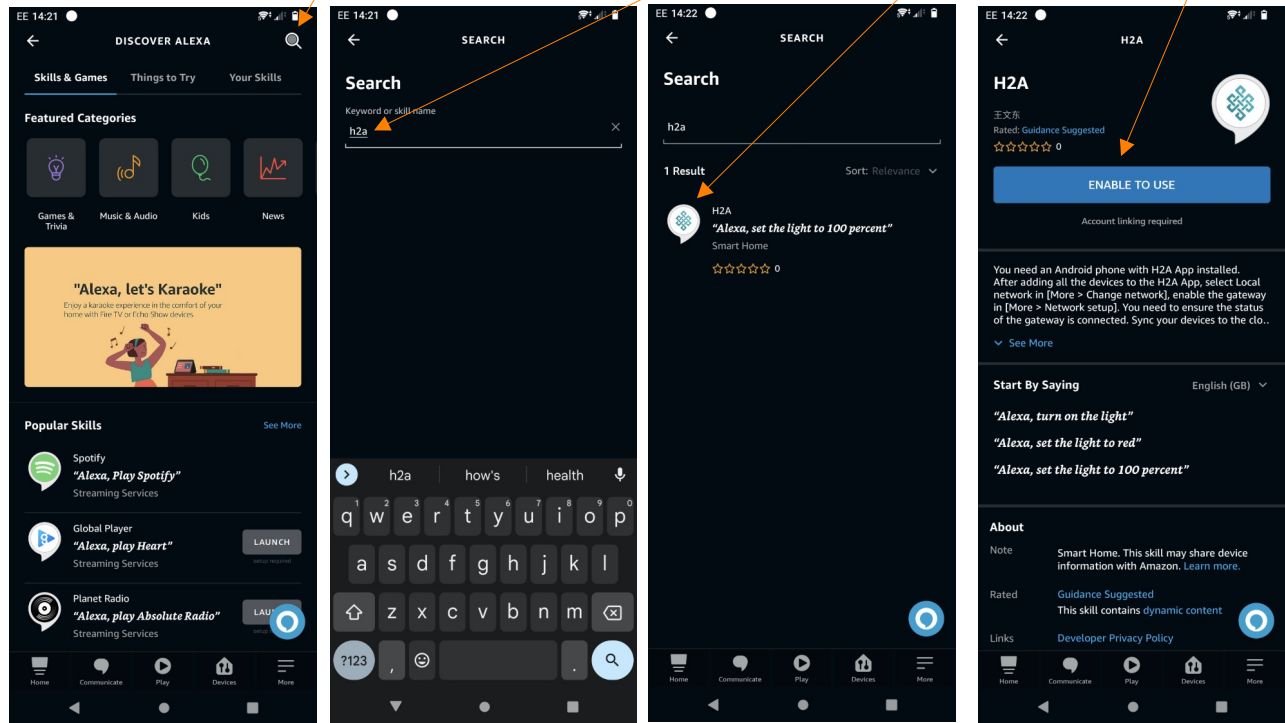 EE 14:21
DISCOVER ALEXA
Skills & Games
Things to Try
Your Skills
Featured Categories
Games &
Trivia
Music & Audio
Kids
News
"Alexa, let's Karaoke"
Enjoy a karaoke experience in the comfort of your
home with Fire TV or Echo Show devices
Popular Skills
See More
Spotify
“Alexa, Play Spotify”
Streaming Services
Global Player
“Alexa, play Heart”
Streaming Services
LAUNCH
setup required
Planet Radio
“Alexa, play Absolute Radio”
Streaming Services
Home
Communicate
Play
Devices
More
EE 14:21
SEARCH
Search
Keyword or skill name
h2a
h2a
how's
health
q1 w2 e3 r4 t5 y6 u7 i8 o9 p0
a s d f g h j k l
z x c v b n m
?123 , .
EE 14:22
SEARCH
Search
h2a
1 Result
Sort: Relevance
H2A
“Alexa, set the light to 100 percent”
Smart Home
0
Home
Communicate
Play
Devices
More
EE 14:22
H2A
H2A
王文东
Rated: Guidance Suggested
0
ENABLE TO USE
Account linking required
You need an Android phone with H2A App installed.
After adding all the devices to the H2A App, select Local
network in [More > Change network], enable the gateway
in [More > Network setup]. You need to ensure the status
of the gateway is connected. Sync your devices to the clo..
See More
Start By Saying
English (GB)
“Alexa, turn on the light”
“Alexa, set the light to red”
“Alexa, set the light to 100 percent”
About
Note
Smart Home. This skill may share device
information with Amazon. Learn more.
Rated
Guidance Suggested
This skill contains dynamic content
Links
Developer Privacy Policy
Home
Communicate
Play
Devices
More